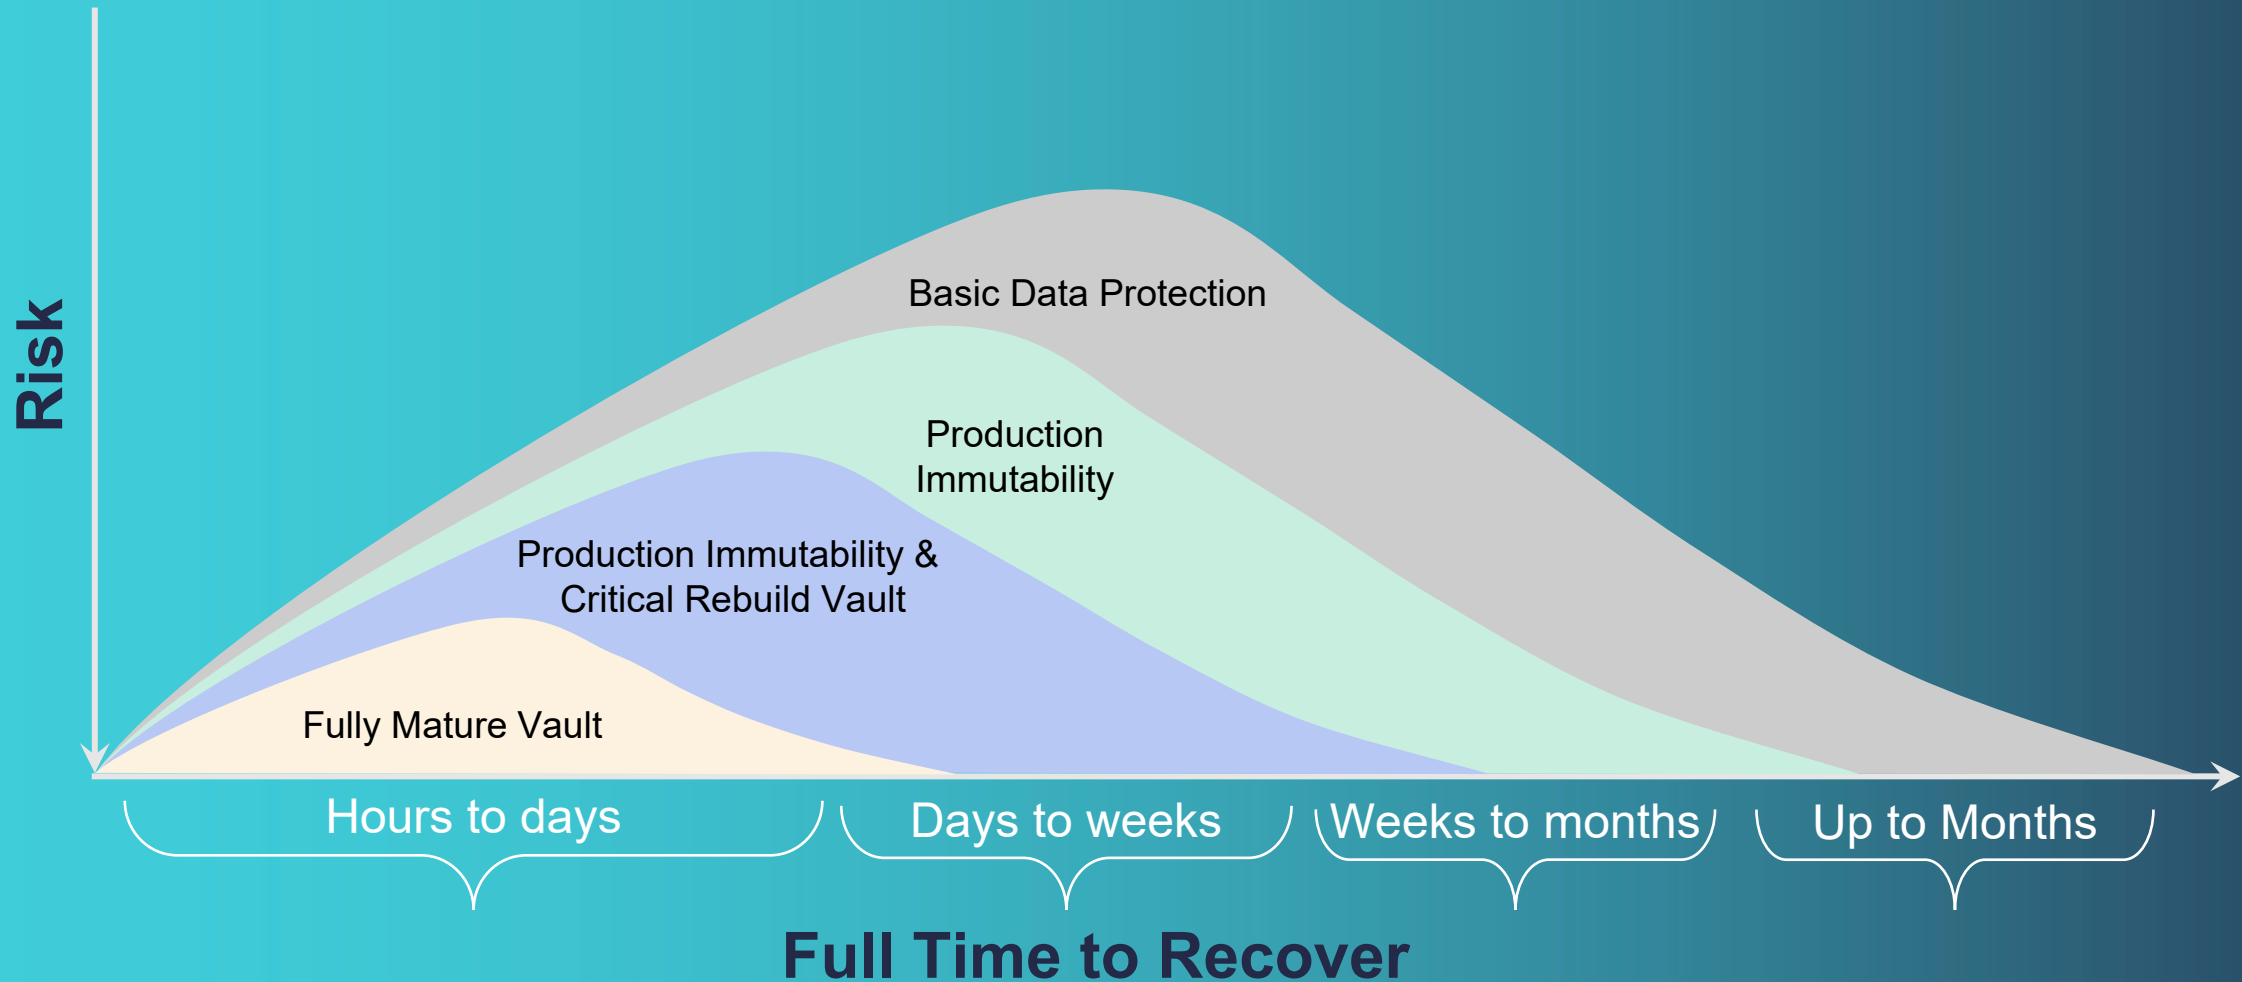 Risk
Basic Data Protection
Production
Immutability
Production Immutability &
Critical Rebuild Vault
Fully Mature Vault
Hours to days
Days to weeks
Weeks to months
Up to Months
Full Time to Recover